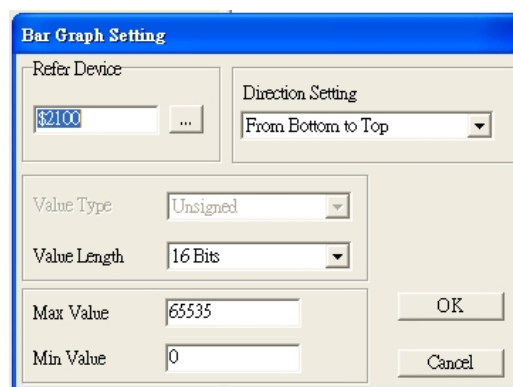 Bar Graph Setting
Refer Device
$2100
...
Direction Setting
From Bottom to Top
Value Type
Unsigned
Value Length
16 Bits
Max Value
65535
Min Value
0
OK
Cancel